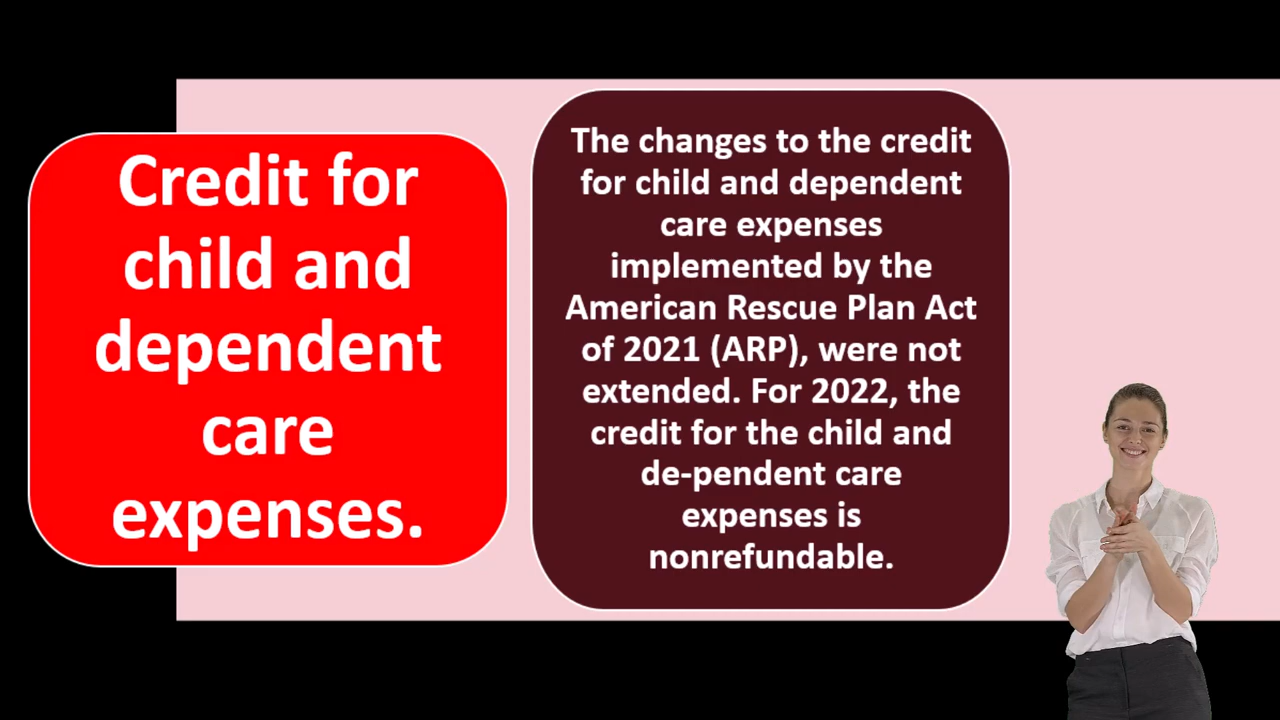 Credit for
child and
dependent
care
expenses.
The changes to the credit
for child and dependent
care expenses
implemented by the
American Rescue Plan Act
of 2021 (ARP), were not
extended. For 2022, the
credit for the child and
de-pendent care
expenses is
nonrefundable.